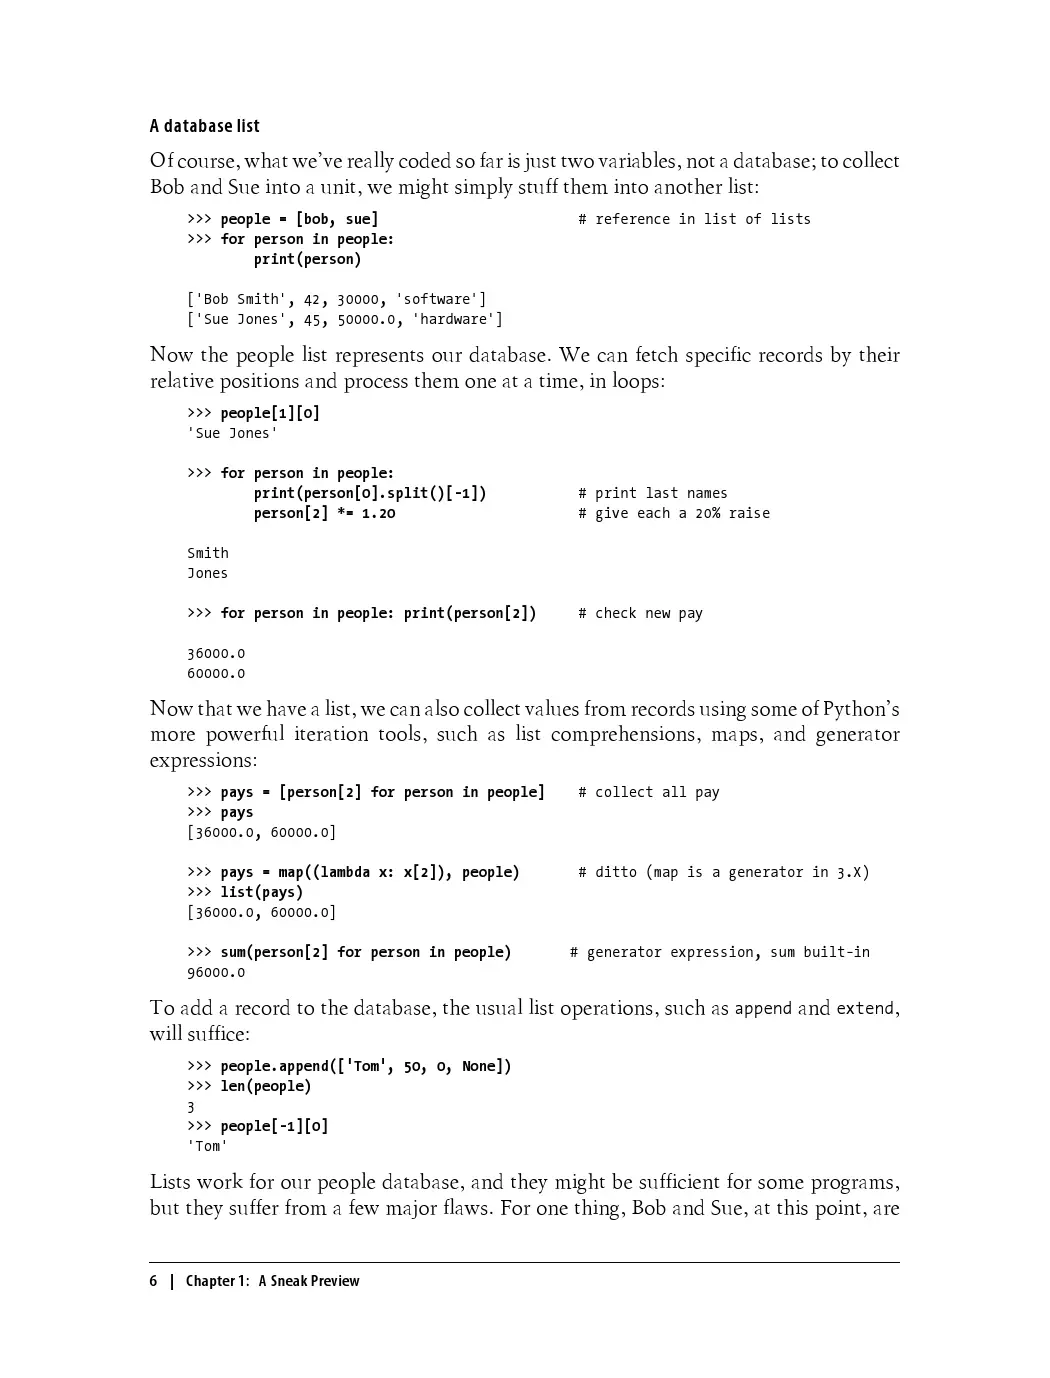 A database list
Of course, what we’ve really coded so far is just two variables, not a database; to collect
Bob and Sue into a unit, we might simply stuff them into another list:
>>> people = [bob, sue]                        # reference in list of lists
>>> for person in people:
        print(person)
['Bob Smith', 42, 30000, 'software']
['Sue Jones', 45, 50000.0, 'hardware']
Now the people list represents our database. We can fetch specific records by their
relative positions and process them one at a time, in loops:
>>> people[1][0]
'Sue Jones'
>>> for person in people:
        print(person[0].split()[-1])           # print last names
        person[2] *= 1.20                      # give each a 20% raise
Smith
Jones
>>> for person in people: print(person[2])     # check new pay
36000.0
60000.0
Now that we have a list, we can also collect values from records using some of Python’s
more powerful iteration tools, such as list comprehensions, maps, and generator
expressions:
>>> pays = [person[2] for person in people]    # collect all pay
>>> pays
[36000.0, 60000.0]
>>> pays = map((lambda x: x[2]), people)       # ditto (map is a generator in 3.X)
>>> list(pays)
[36000.0, 60000.0]
>>> sum(person[2] for person in people)       # generator expression, sum built-in
96000.0
To add a record to the database, the usual list operations, such as append and extend,
will suffice:
>>> people.append(['Tom', 50, 0, None])
>>> len(people)
3
>>> people[-1][0]
'Tom'
Lists work for our people database, and they might be sufficient for some programs,
but they suffer from a few major flaws. For one thing, Bob and Sue, at this point, are
6 | Chapter 1: A Sneak Preview